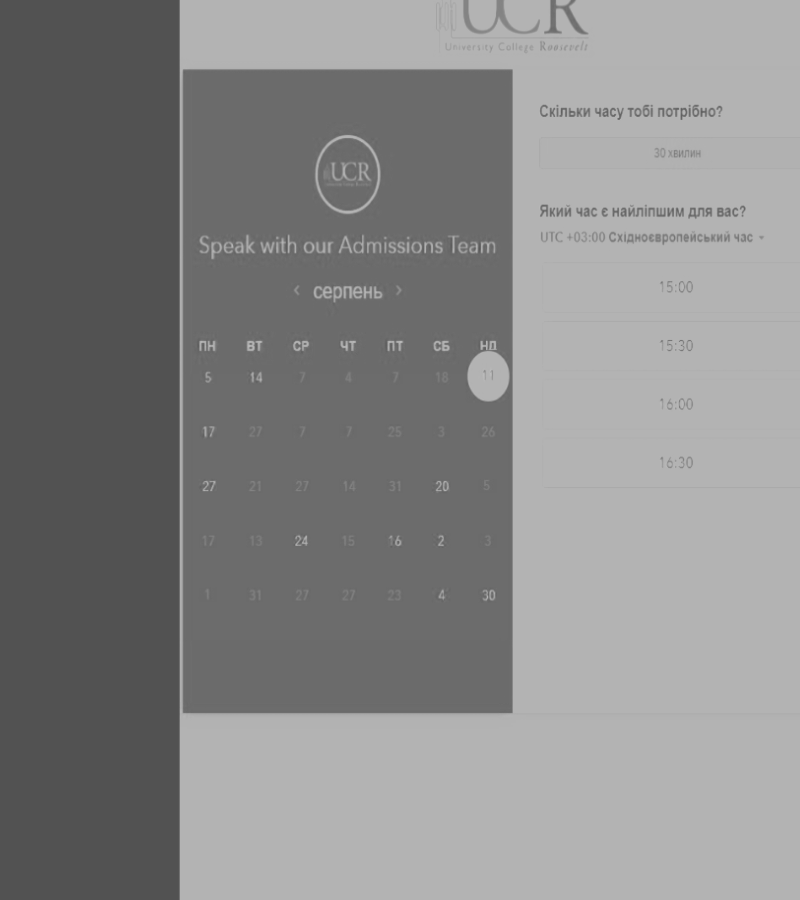 UCR
University College Roosevelt
UCR
Speak with our Admissions Team
‹ серпень ›
ПН ВТ СР ЧТ ПТ СБ НД
5 14 7 4 7 18 11
17 27 7 7 25 3 26
27 21 27 14 31 20 5
17 13 24 15 16 2 3
1 31 27 27 23 4 30
Скільки часу тобі потрібно?
30 хвилин
Який час є найліпшим для вас?
UTC +03:00 Східноєвропейський час
15:00
15:30
16:00
16:30